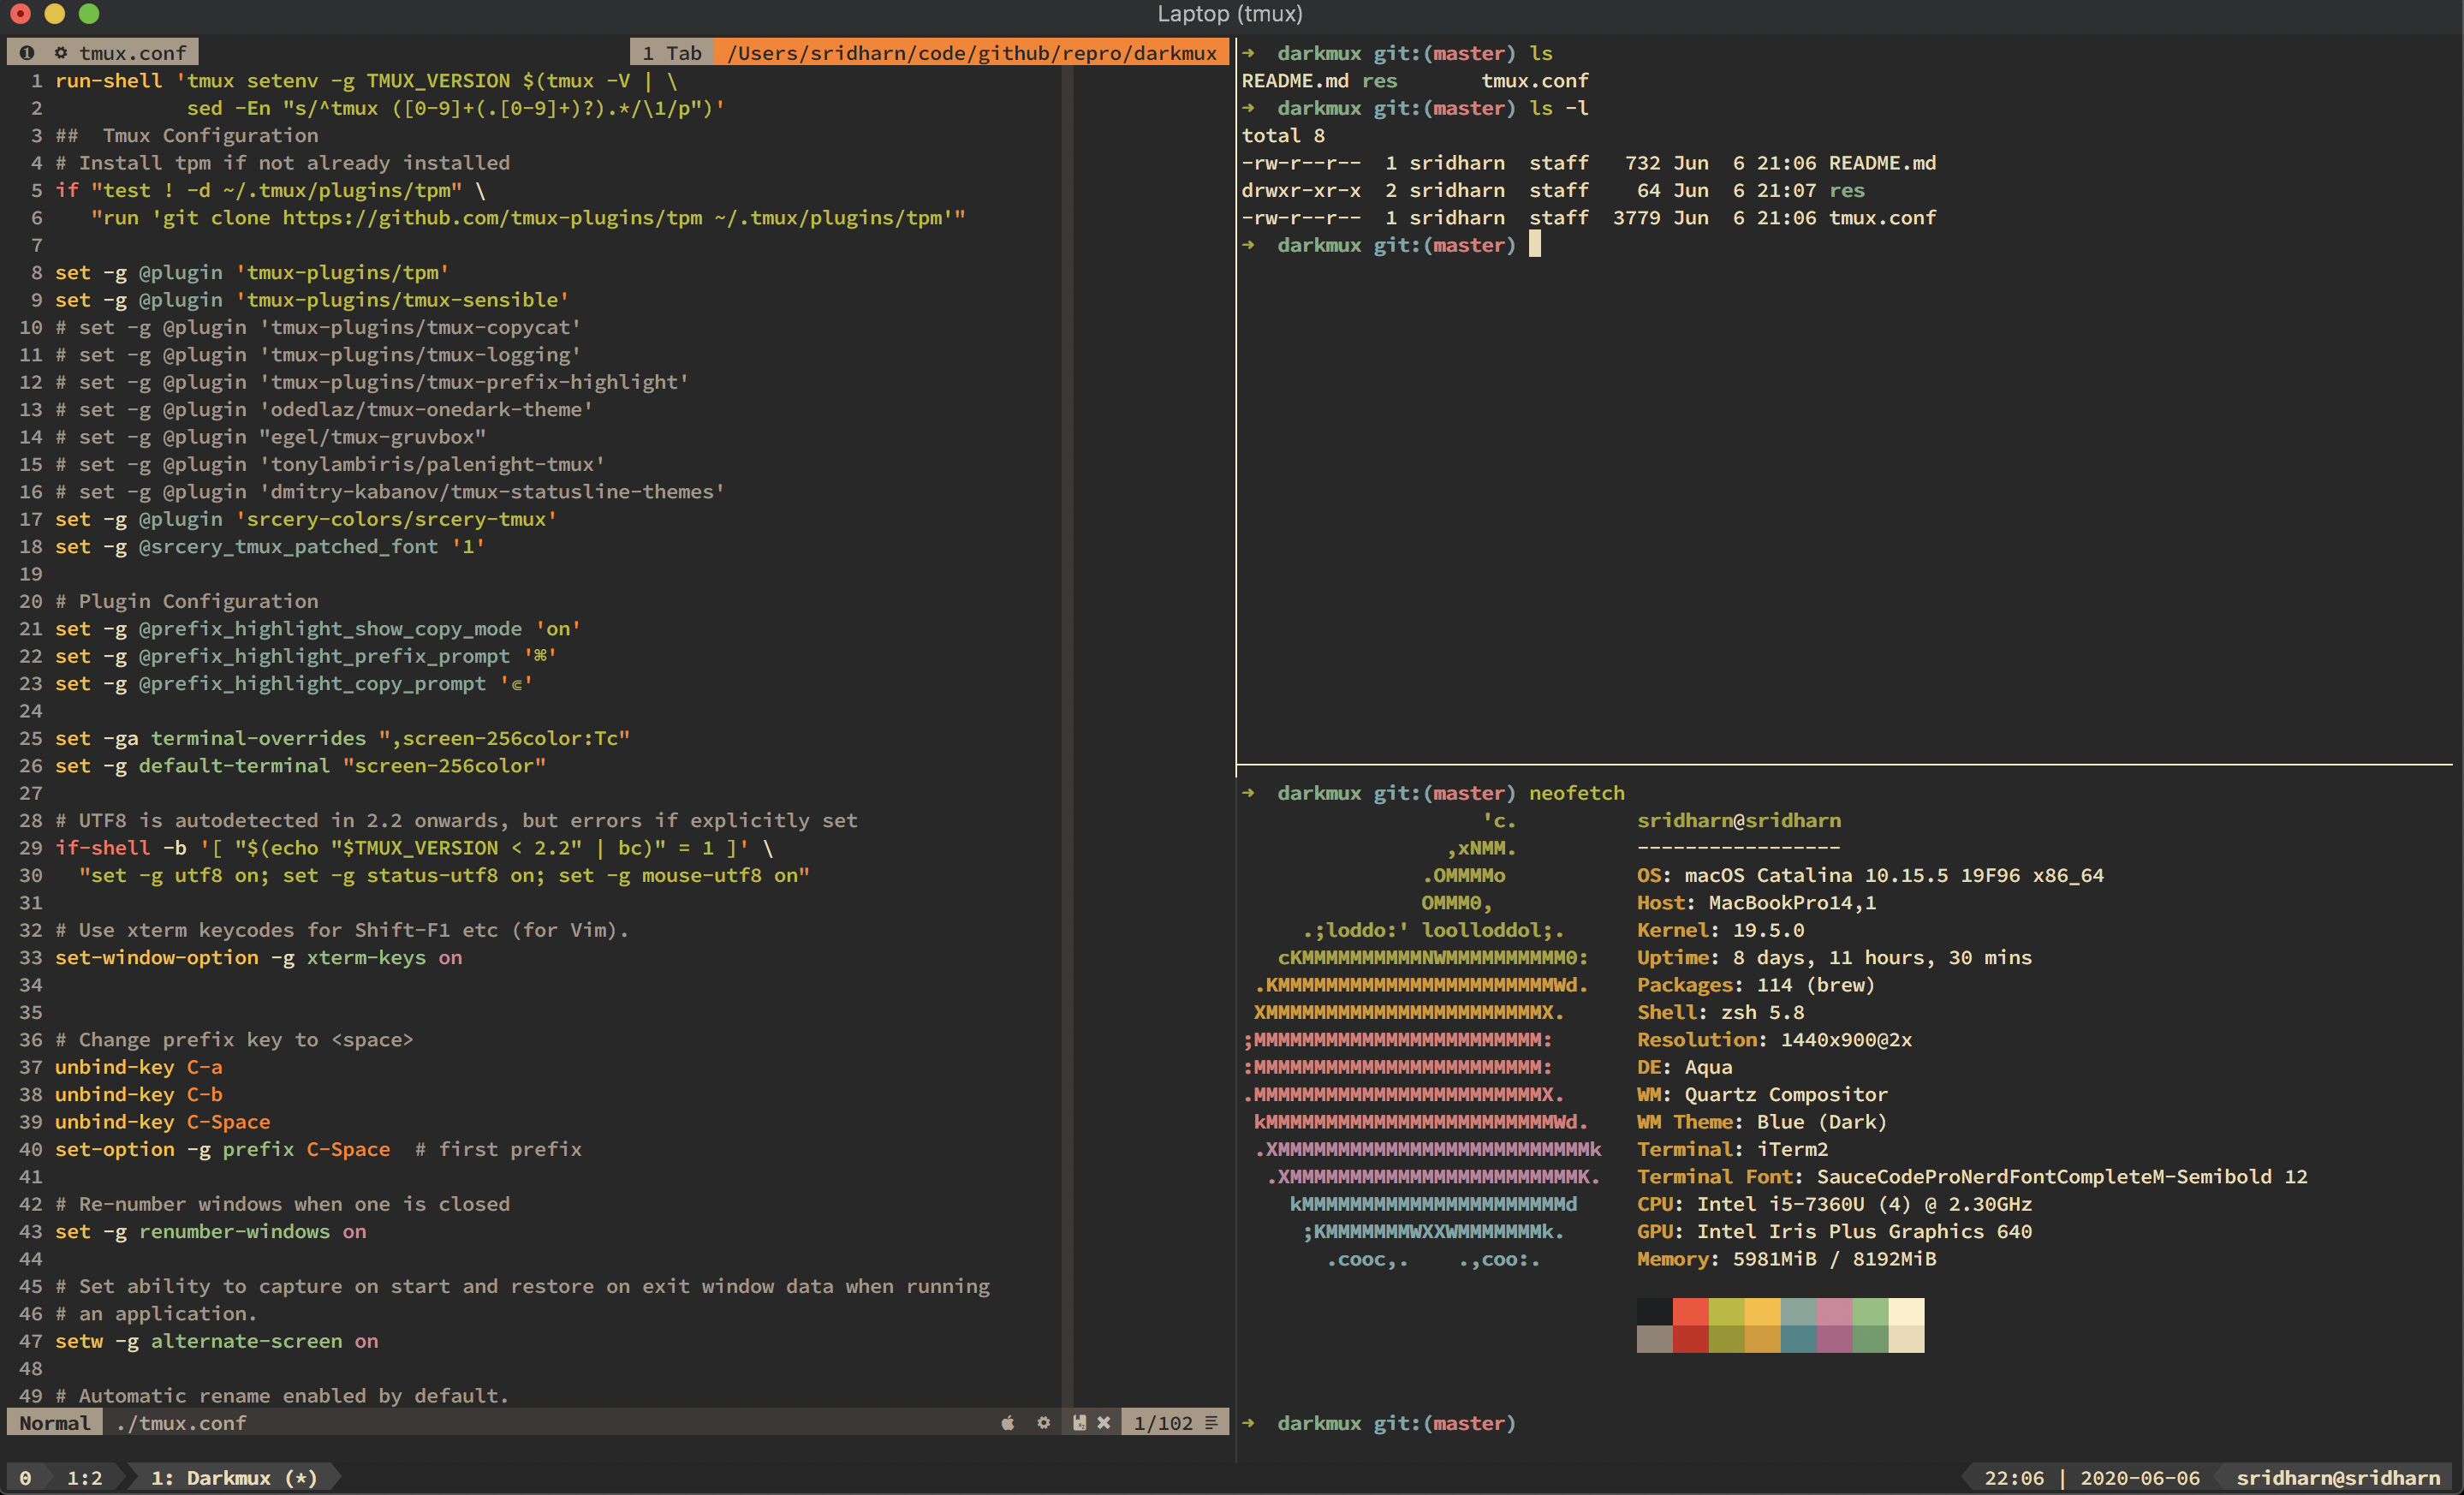 Laptop (tmux)
❶ tmux.conf 1 Tab /Users/sridharn/code/github/repro/darkmux
1 run-shell 'tmux setenv -g TMUX_VERSION $(tmux -V | \
2            sed -En "s/^tmux ([0-9]+(.[0-9]+)?).*/\1/p")'
3 ##  Tmux Configuration
4 # Install tpm if not already installed
5 if "test ! -d ~/.tmux/plugins/tpm" \
6    "run 'git clone https://github.com/tmux-plugins/tpm ~/.tmux/plugins/tpm'"
7
8 set -g @plugin 'tmux-plugins/tpm'
9 set -g @plugin 'tmux-plugins/tmux-sensible'
10 # set -g @plugin 'tmux-plugins/tmux-copycat'
11 # set -g @plugin 'tmux-plugins/tmux-logging'
12 # set -g @plugin 'tmux-plugins/tmux-prefix-highlight'
13 # set -g @plugin 'odedlaz/tmux-onedark-theme'
14 # set -g @plugin "egel/tmux-gruvbox"
15 # set -g @plugin 'tonylambiris/palenight-tmux'
16 # set -g @plugin 'dmitry-kabanov/tmux-statusline-themes'
17 set -g @plugin 'srcery-colors/srcery-tmux'
18 set -g @srcery_tmux_patched_font '1'
19
20 # Plugin Configuration
21 set -g @prefix_highlight_show_copy_mode 'on'
22 set -g @prefix_highlight_prefix_prompt '⌘'
23 set -g @prefix_highlight_copy_prompt '⋐'
24
25 set -ga terminal-overrides ",screen-256color:Tc"
26 set -g default-terminal "screen-256color"
27
28 # UTF8 is autodetected in 2.2 onwards, but errors if explicitly set
29 if-shell -b '[ "$(echo "$TMUX_VERSION < 2.2" | bc)" = 1 ]' \
30   "set -g utf8 on; set -g status-utf8 on; set -g mouse-utf8 on"
31
32 # Use xterm keycodes for Shift-F1 etc (for Vim).
33 set-window-option -g xterm-keys on
34
35
36 # Change prefix key to <space>
37 unbind-key C-a
38 unbind-key C-b
39 unbind-key C-Space
40 set-option -g prefix C-Space  # first prefix
41
42 # Re-number windows when one is closed
43 set -g renumber-windows on
44
45 # Set ability to capture on start and restore on exit window data when running
46 # an application.
47 setw -g alternate-screen on
48
49 # Automatic rename enabled by default.
Normal ./tmux.conf 1/102
➜  darkmux git:(master) ls
README.md res       tmux.conf
➜  darkmux git:(master) ls -l
total 8
-rw-r--r--  1 sridharn  staff   732 Jun  6 21:06 README.md
drwxr-xr-x  2 sridharn  staff    64 Jun  6 21:07 res
-rw-r--r--  1 sridharn  staff  3779 Jun  6 21:06 tmux.conf
➜  darkmux git:(master)
➜  darkmux git:(master) neofetch
                    'c.          sridharn@sridharn
                 ,xNMM.          -----------------
               .OMMMMo           OS: macOS Catalina 10.15.5 19F96 x86_64
               OMMM0,            Host: MacBookPro14,1
     .;loddo:' loolloddol;.      Kernel: 19.5.0
   cKMMMMMMMMMMNWMMMMMMMMMM0:    Uptime: 8 days, 11 hours, 30 mins
 .KMMMMMMMMMMMMMMMMMMMMMMMWd.    Packages: 114 (brew)
 XMMMMMMMMMMMMMMMMMMMMMMMX.      Shell: zsh 5.8
;MMMMMMMMMMMMMMMMMMMMMMMM:       Resolution: 1440x900@2x
:MMMMMMMMMMMMMMMMMMMMMMMM:       DE: Aqua
.MMMMMMMMMMMMMMMMMMMMMMMMX.      WM: Quartz Compositor
 kMMMMMMMMMMMMMMMMMMMMMMMMWd.    WM Theme: Blue (Dark)
 .XMMMMMMMMMMMMMMMMMMMMMMMMMMk   Terminal: iTerm2
  .XMMMMMMMMMMMMMMMMMMMMMMMMK.   Terminal Font: SauceCodeProNerdFontCompleteM-Semibold 12
    kMMMMMMMMMMMMMMMMMMMMMMd     CPU: Intel i5-7360U (4) @ 2.30GHz
     ;KMMMMMMMWXXWMMMMMMMk.      GPU: Intel Iris Plus Graphics 640
       .cooc,.    .,coo:.        Memory: 5981MiB / 8192MiB
➜  darkmux git:(master)
0 1:2 1: Darkmux (*) 22:06 | 2020-06-06 sridharn@sridharn